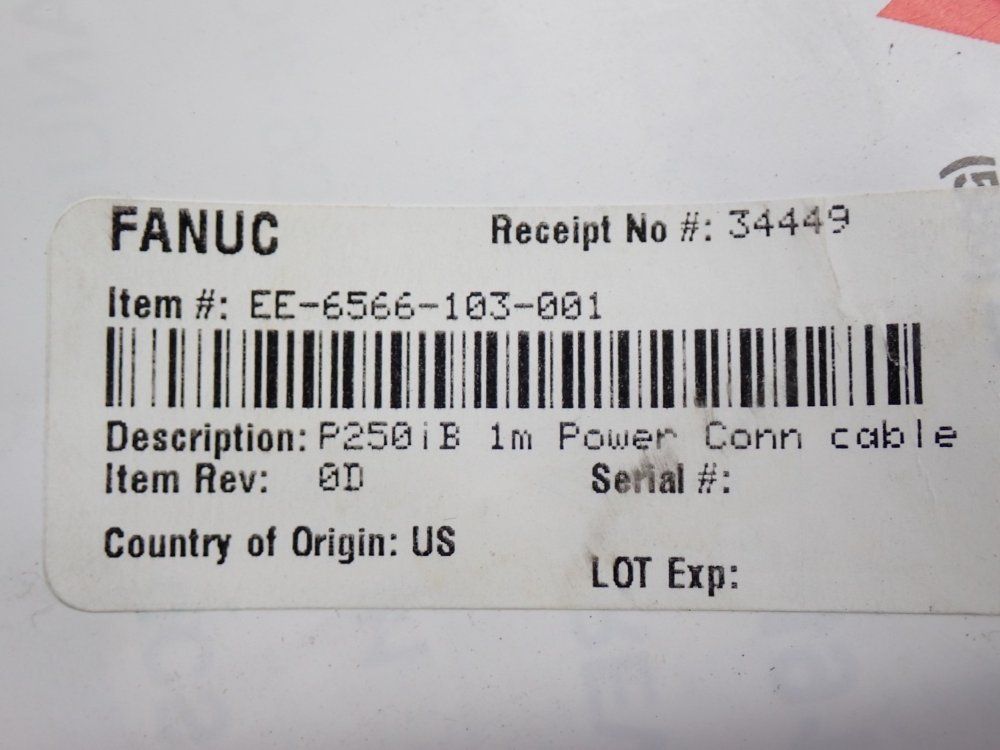 FANUC Receipt No #: 34449
Item #: EE-6566-103-001
Description: P250iB 1m Power Conn cable
Item Rev: 0D Serial #:
Country of Origin: US
LOT Exp: